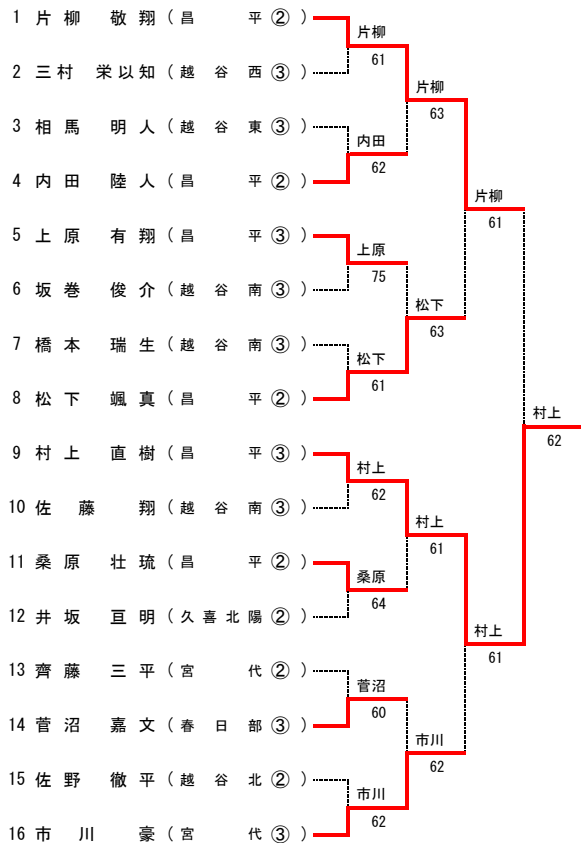 1 片柳 敬翔 (昌平②)
片柳
61
2 三村 栄以知 (越谷西③)
片柳
63
3 相馬 明人 (越谷東③)
内田
62
4 内田 陸人 (昌平②)
片柳
61
5 上原 有翔 (昌平③)
上原
75
6 坂巻 俊介 (越谷南③)
松下
63
7 橋本 瑞生 (越谷南③)
松下
61
8 松下 颯真 (昌平②)
村上
62
9 村上 直樹 (昌平③)
村上
62
10 佐藤 翔 (越谷南③)
村上
61
11 桑原 壮琉 (昌平②)
桑原
64
12 井坂 亘明 (久喜北陽②)
村上
61
13 齊藤 三平 (宮代②)
菅沼
60
14 菅沼 嘉文 (春日部③)
市川
62
15 佐野 徹平 (越谷北②)
市川
62
16 市川 豪 (宮代③)